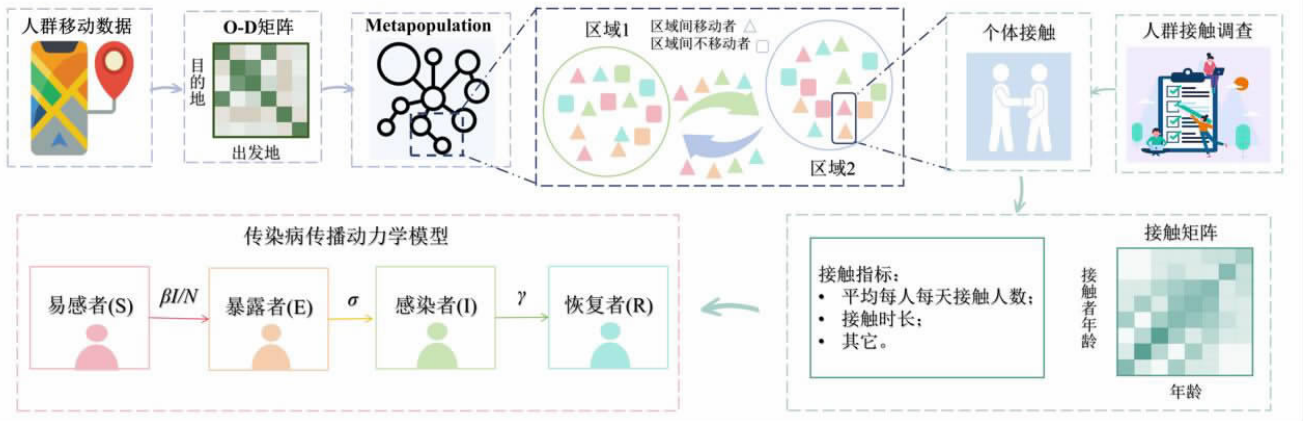 人群移动数据
O-D矩阵
目的地
出发地
Metapopulation
区域1
区域间移动者
区域间不移动者
区域2
个体接触
人群接触调查
传染病传播动力学模型
易感者(S)
βI/N
暴露者(E)
σ
感染者(I)
γ
恢复者(R)
接触指标:
• 平均每人每天接触人数;
• 接触时长;
• 其它。
接触矩阵
接触者年龄
年龄